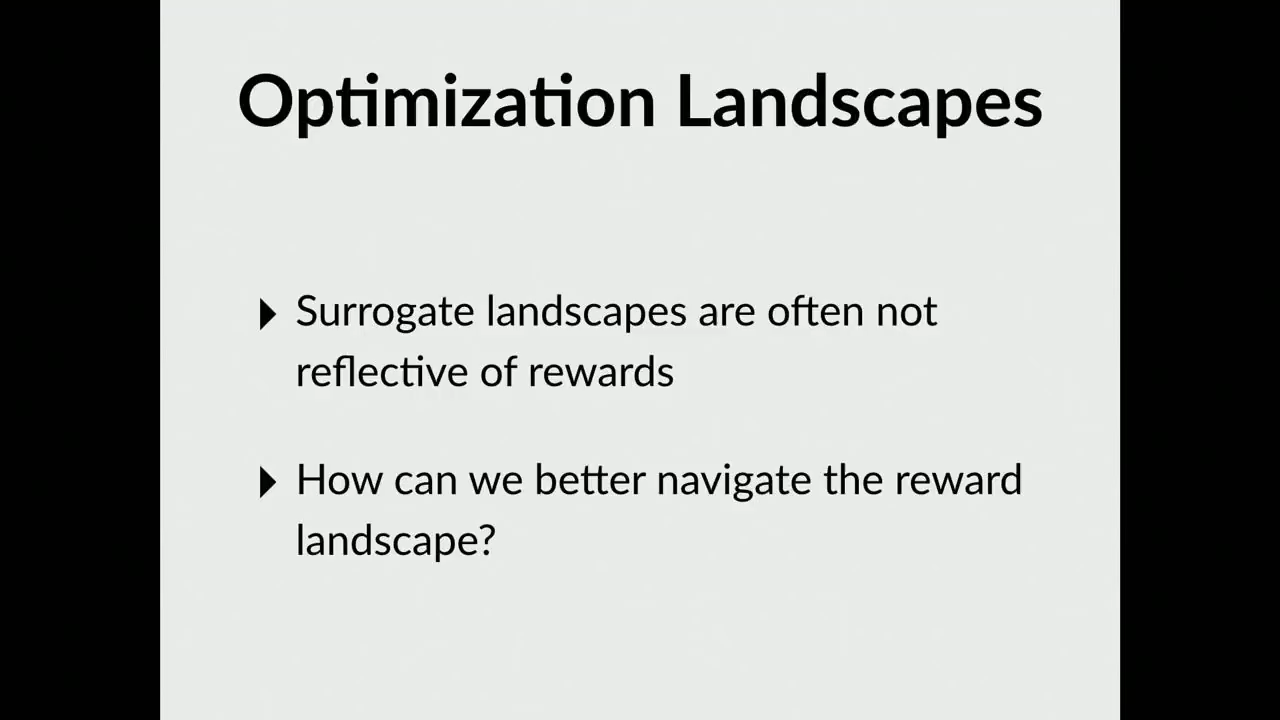 Optimization Landscapes
▸ Surrogate landscapes are often not
reflective of rewards
▸ How can we better navigate the reward
landscape?